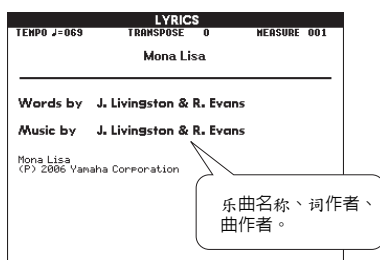 LYRICS
TEMPO ♩=069 TRANSPOSE 0 MEASURE 001
Mona Lisa
Words by J. Livingston & R. Evans
Music by J. Livingston & R. Evans
Mona Lisa
(P) 2006 Yamaha Corporation
乐曲名称、词作者、
曲作者。